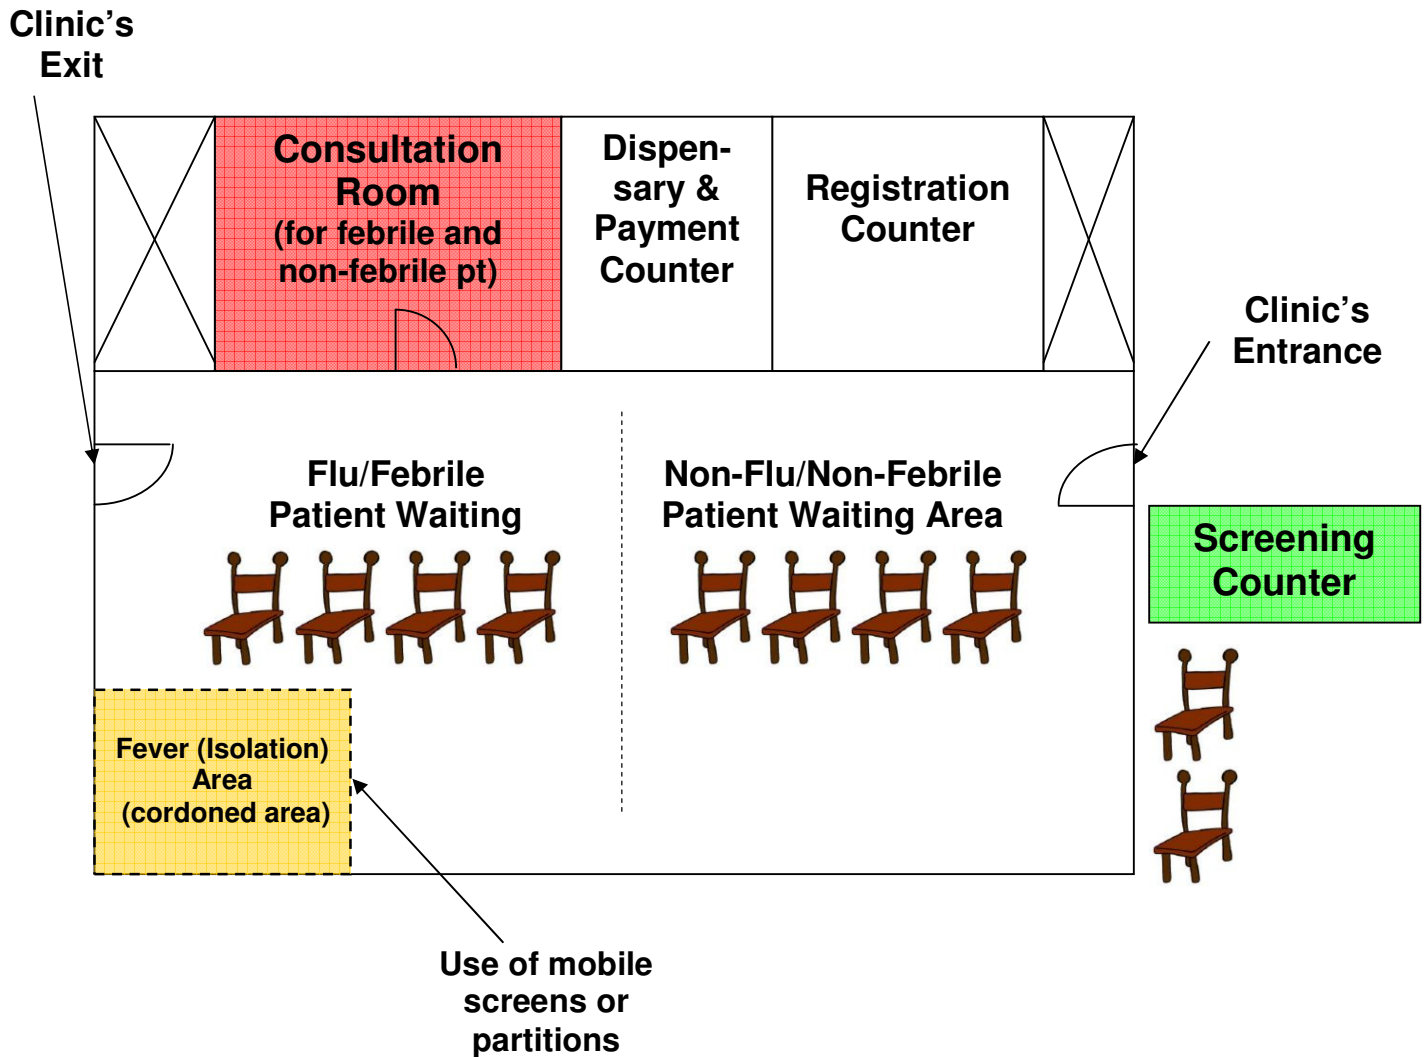 Clinic's
Exit
Consultation
Room
(for febrile and
non-febrile pt)
Dispen-
sary &
Payment
Counter
Registration
Counter
Clinic's
Entrance
Flu/Febrile
Patient Waiting
Non-Flu/Non-Febrile
Patient Waiting Area
Screening
Counter
Fever (Isolation)
Area
(cordoned area)
Use of mobile
screens or
partitions